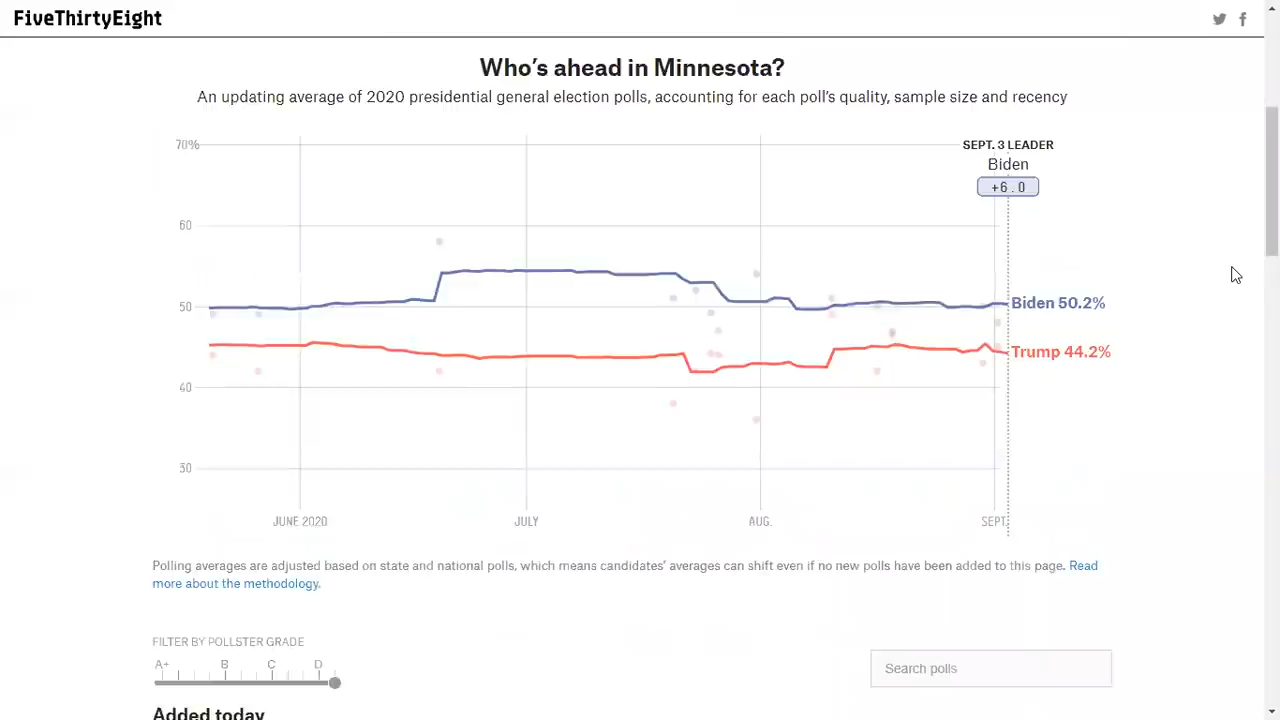 FiveThirtyEight
Who's ahead in Minnesota?
An updating average of 2020 presidential general election polls, accounting for each poll's quality, sample size and recency
70%
SEPT. 3 LEADER
Biden
+6.0
60
50
Biden 50.2%
Trump 44.2%
40
30
JUNE 2020
JULY
AUG.
SEPT.
Polling averages are adjusted based on state and national polls, which means candidates' averages can shift even if no new polls have been added to this page. Read
more about the methodology.
FILTER BY POLLSTER GRADE
A+ B C D
Search polls
Added today